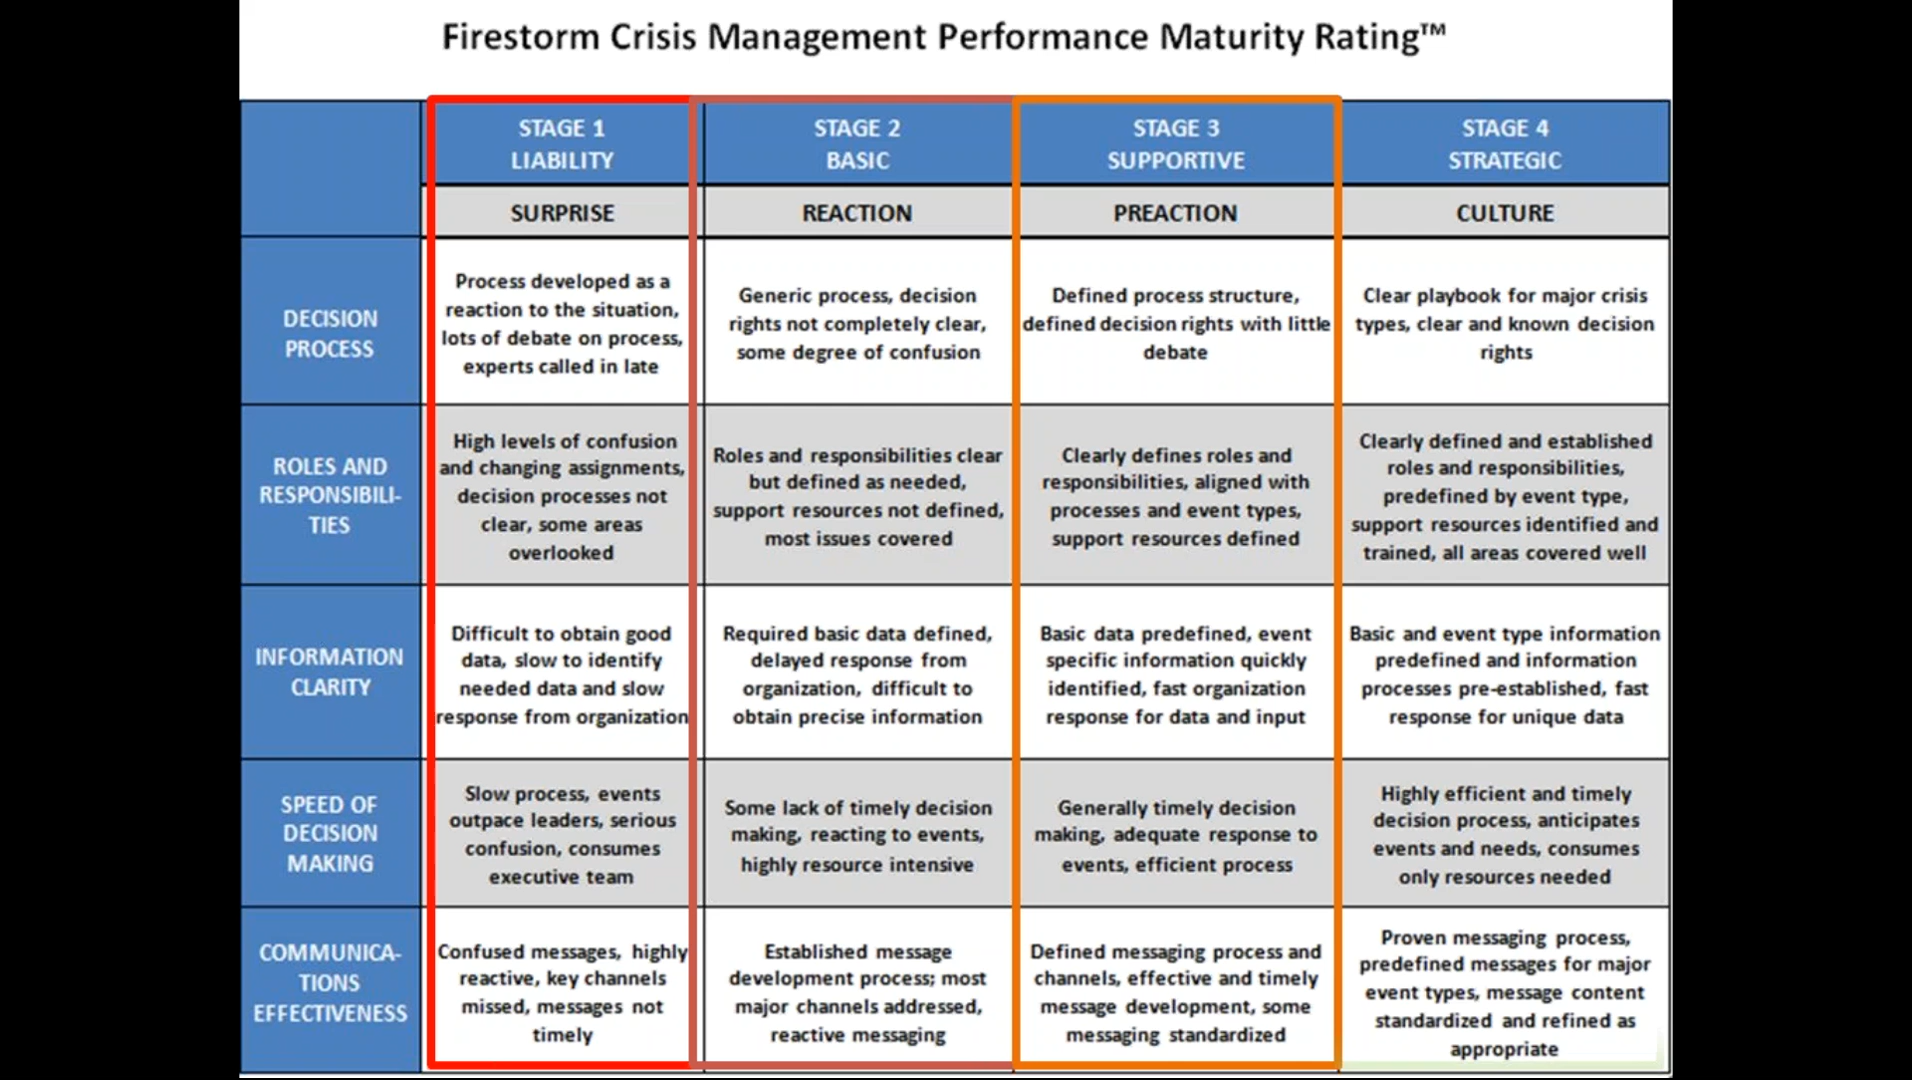 Firestorm Crisis Management Performance Maturity Rating™
STAGE 1
LIABILITY
STAGE 2
BASIC
STAGE 3
SUPPORTIVE
STAGE 4
STRATEGIC
SURPRISE
REACTION
PREACTION
CULTURE
DECISION
PROCESS
Process developed as a
reaction to the situation,
lots of debate on process,
experts called in late
Generic process, decision
rights not completely clear,
some degree of confusion
Defined process structure,
defined decision rights with little
debate
Clear playbook for major crisis
types, clear and known decision
rights
ROLES AND
RESPONSIBILI-
TIES
High levels of confusion
and changing assignments,
decision processes not
clear, some areas
overlooked
Roles and responsibilities clear
but defined as needed,
support resources not defined,
most issues covered
Clearly defines roles and
responsibilities, aligned with
processes and event types,
support resources defined
Clearly defined and established
roles and responsibilities,
predefined by event type,
support resources identified and
trained, all areas covered well
INFORMATION
CLARITY
Difficult to obtain good
data, slow to identify
needed data and slow
response from organization
Required basic data defined,
delayed response from
organization, difficult to
obtain precise information
Basic data predefined, event
specific information quickly
identified, fast organization
response for data and input
Basic and event type information
predefined and information
processes pre-established, fast
response for unique data
SPEED OF
DECISION
MAKING
Slow process, events
outpace leaders, serious
confusion, consumes
executive team
Some lack of timely decision
making, reacting to events,
highly resource intensive
Generally timely decision
making, adequate response to
events, efficient process
Highly efficient and timely
decision process, anticipates
events and needs, consumes
only resources needed
COMMUNICA-
TIONS
EFFECTIVENESS
Confused messages, highly
reactive, key channels
missed, messages not
timely
Established message
development process; most
major channels addressed,
reactive messaging
Defined messaging process and
channels, effective and timely
message development, some
messaging standardized
Proven messaging process,
predefined messages for major
event types, message content
standardized and refined as
appropriate